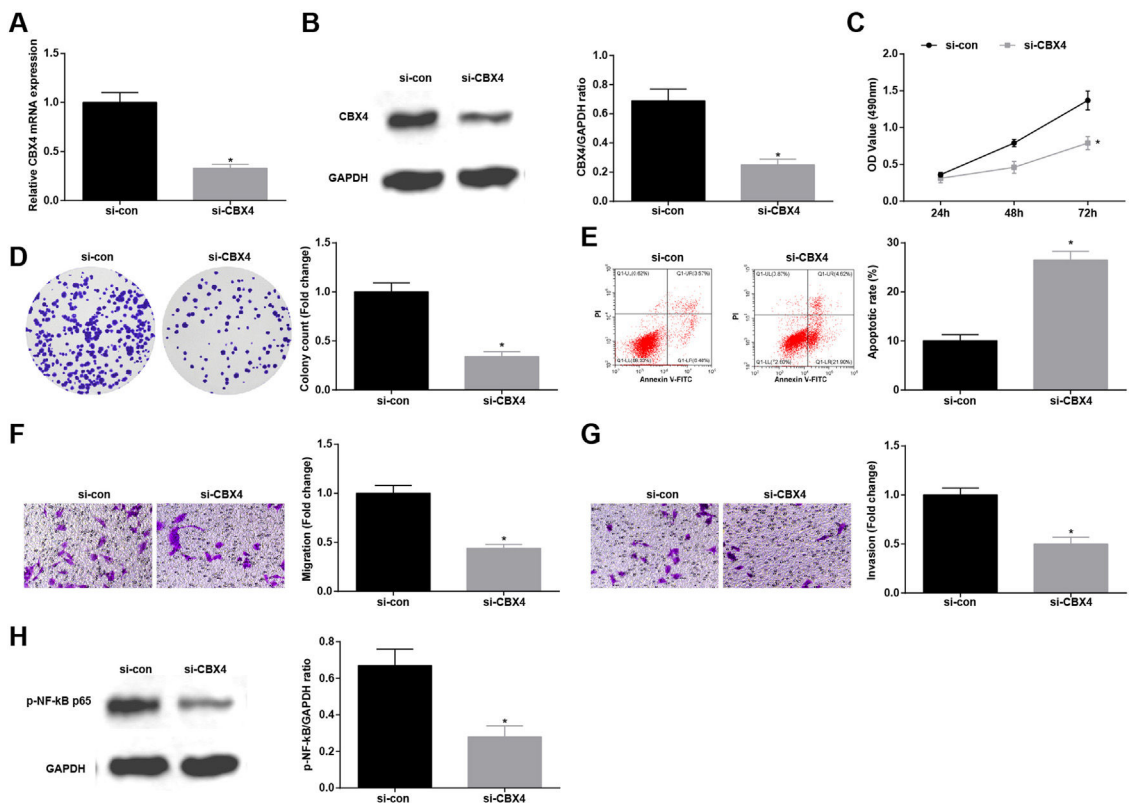 A
Relative CBX4 mRNA expression
1.5
1.0
0.5
0.0
*
si-con
si-CBX4
B
si-con
si-CBX4
CBX4
GAPDH
CBX4/GAPDH ratio
1.0
0.8
0.6
0.4
0.2
0.0
*
si-con
si-CBX4
C
si-con
si-CBX4
OD Value (490nm)
2.0
1.5
1.0
0.5
0.0
*
24h
48h
72h
D
si-con
si-CBX4
Colony count (Fold change)
1.5
1.0
0.5
0.0
*
si-con
si-CBX4
E
si-con
si-CBX4
PI
Annexin V-FITC
PI
Annexin V-FITC
Apoptotic rate (%)
30
20
10
0
*
si-con
si-CBX4
F
si-con
si-CBX4
Migration (Fold change)
1.5
1.0
0.5
0.0
*
si-con
si-CBX4
G
si-con
si-CBX4
Invasion (Fold change)
1.5
1.0
0.5
0.0
*
si-con
si-CBX4
H
si-con
si-CBX4
p-NF-kB p65
GAPDH
p-NF-kB/GAPDH ratio
0.8
0.6
0.4
0.2
0.0
*
si-con
si-CBX4